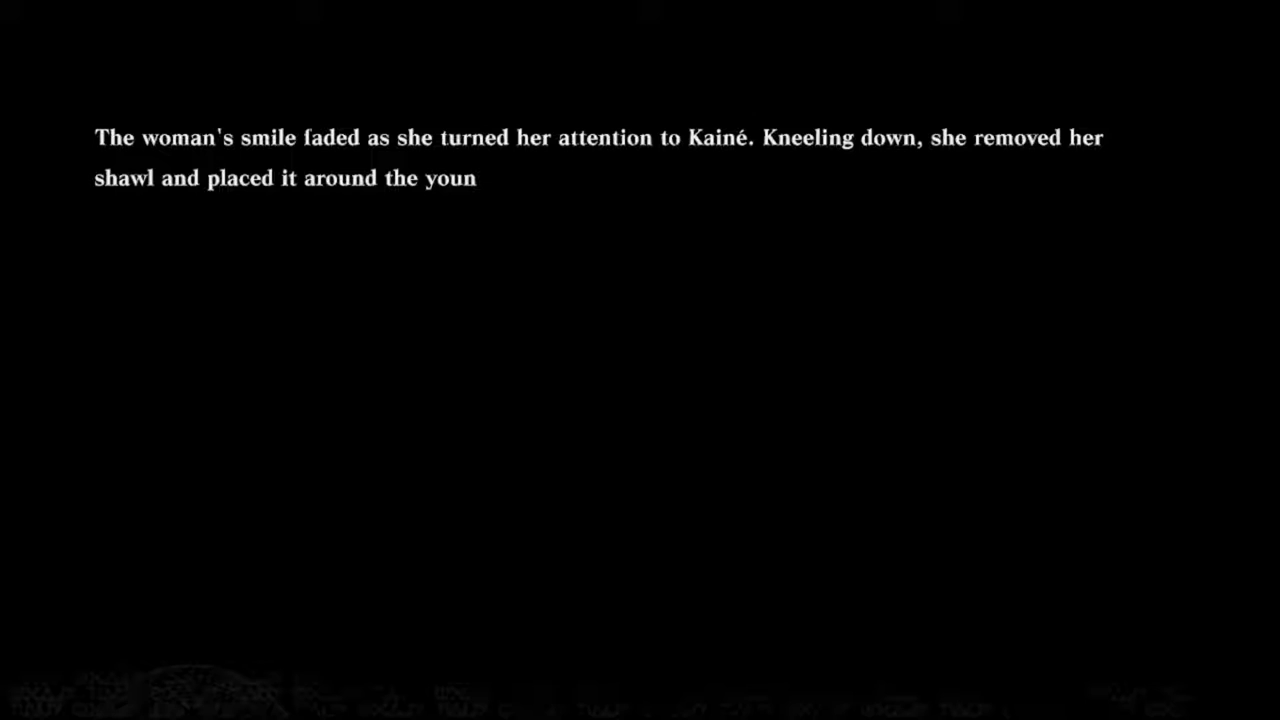 The woman's smile faded as she turned her attention to Kainé. Kneeling down, she removed her
shawl and placed it around the youn